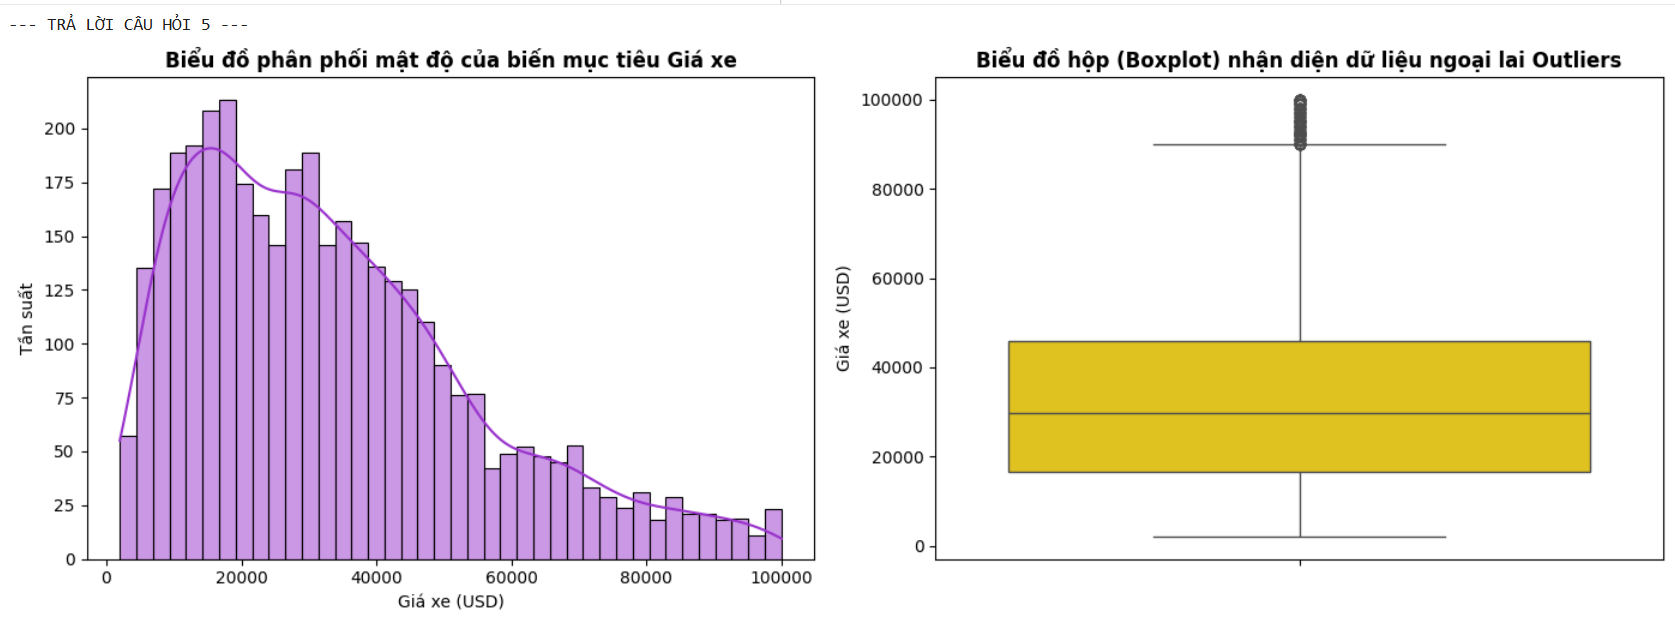 --- TRẢ LỜI CÂU HỎI 5 ---
Biểu đồ phân phối mật độ của biến mục tiêu Giá xe
200
175
150
125
100
75
50
25
0
Tần suất
0 20000 40000 60000 80000 100000
Giá xe (USD)
Biểu đồ hộp (Boxplot) nhận diện dữ liệu ngoại lai Outliers
100000
80000
60000
40000
20000
0
Giá xe (USD)